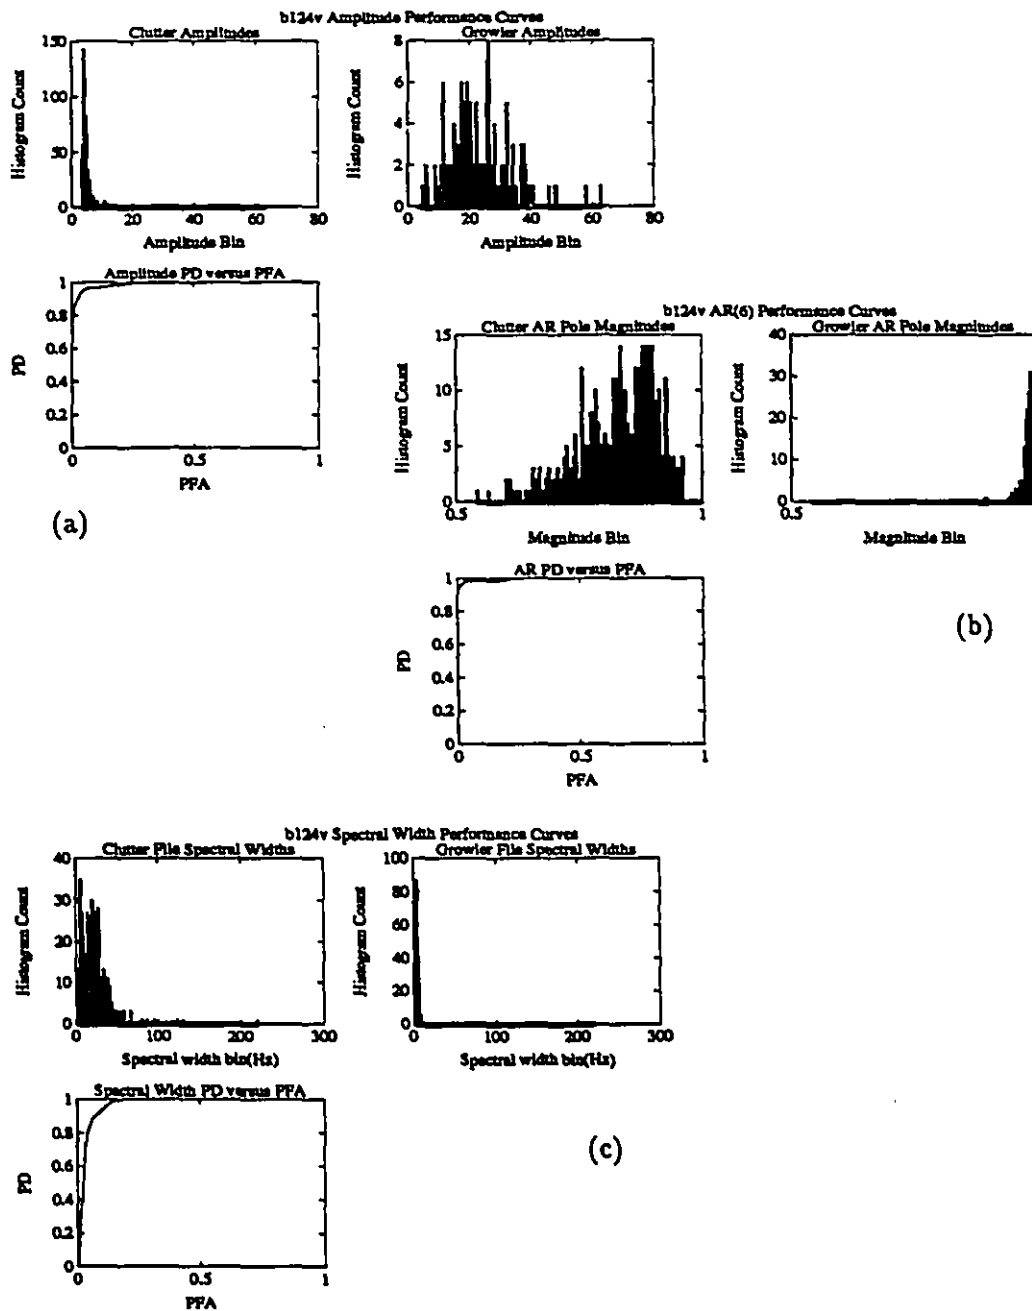 b124v Amplitude Performance Curves
Clutter Amplitudes
Growler Amplitudes
Histogram Count
150
100
50
0
0 20 40 60 80
Amplitude Bin
Histogram Count
8
6
4
2
0
0 20 40 60 80
Amplitude Bin
Amplitude PD versus PFA
PD
1
0.8
0.6
0.4
0.2
0
0 0.5 1
PFA
(a)
b124v AR(6) Performance Curves
Clutter AR Pole Magnitudes
Growler AR Pole Magnitudes
Histogram Count
15
10
5
0
0.5 1
Magnitude Bin
Histogram Count
40
30
20
10
0
0.5
Magnitude Bin
AR PD versus PFA
PD
1
0.8
0.6
0.4
0.2
0
0 0.5 1
PFA
(b)
b124v Spectral Width Performance Curves
Clutter File Spectral Widths
Growler File Spectral Widths
Histogram Count
40
30
20
10
0
0 100 200 300
Spectral width bin(Hz)
Histogram Count
100
80
60
40
20
0
0 100 200 300
Spectral width bin(Hz)
Spectral Width PD versus PFA
PD
1
0.8
0.6
0.4
0.2
0
0 0.5 1
PFA
(c)